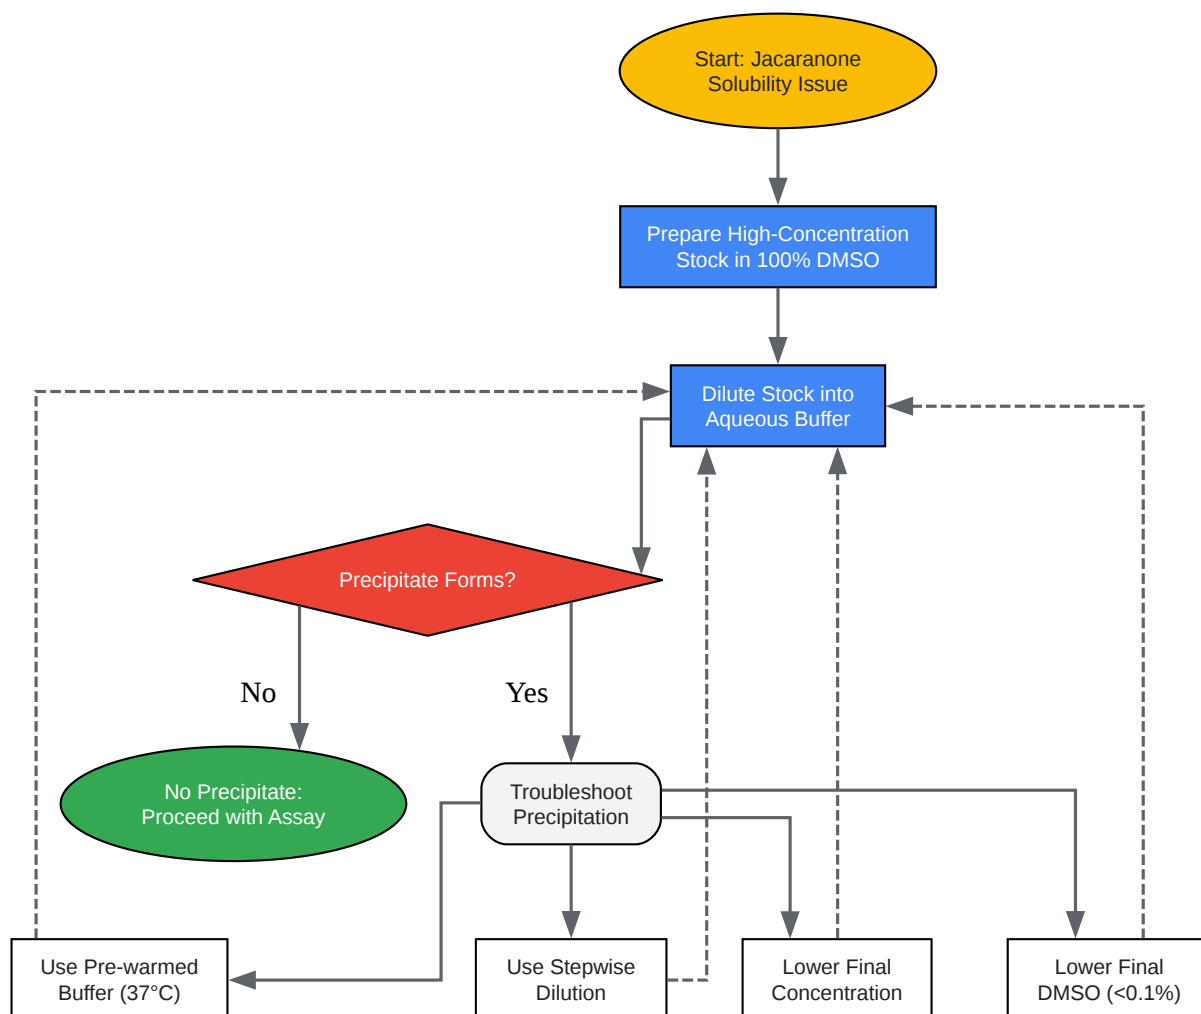 Start: Jacaranone
Solubility Issue
Prepare High-Concentration
Stock in 100% DMSO
Dilute Stock into
Aqueous Buffer
Precipitate Forms?
No
Yes
No Precipitate:
Proceed with Assay
Troubleshoot
Precipitation
Use Pre-warmed
Buffer (37°C)
Use Stepwise
Dilution
Lower Final
Concentration
Lower Final
DMSO (<0.1%)